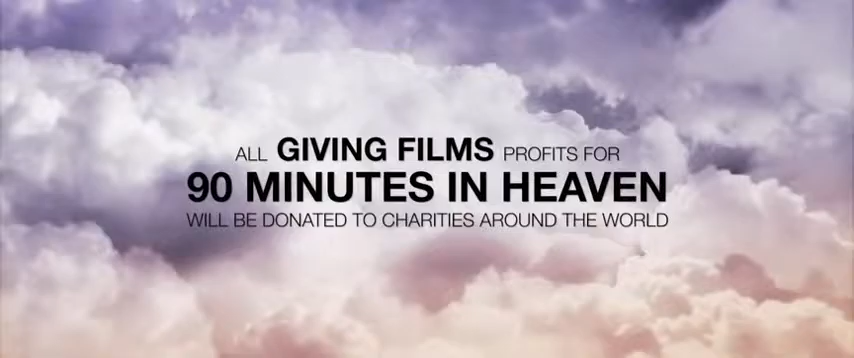 ALL GIVING FILMS PROFITS FOR
90 MINUTES IN HEAVEN
WILL BE DONATED TO CHARITIES AROUND THE WORLD